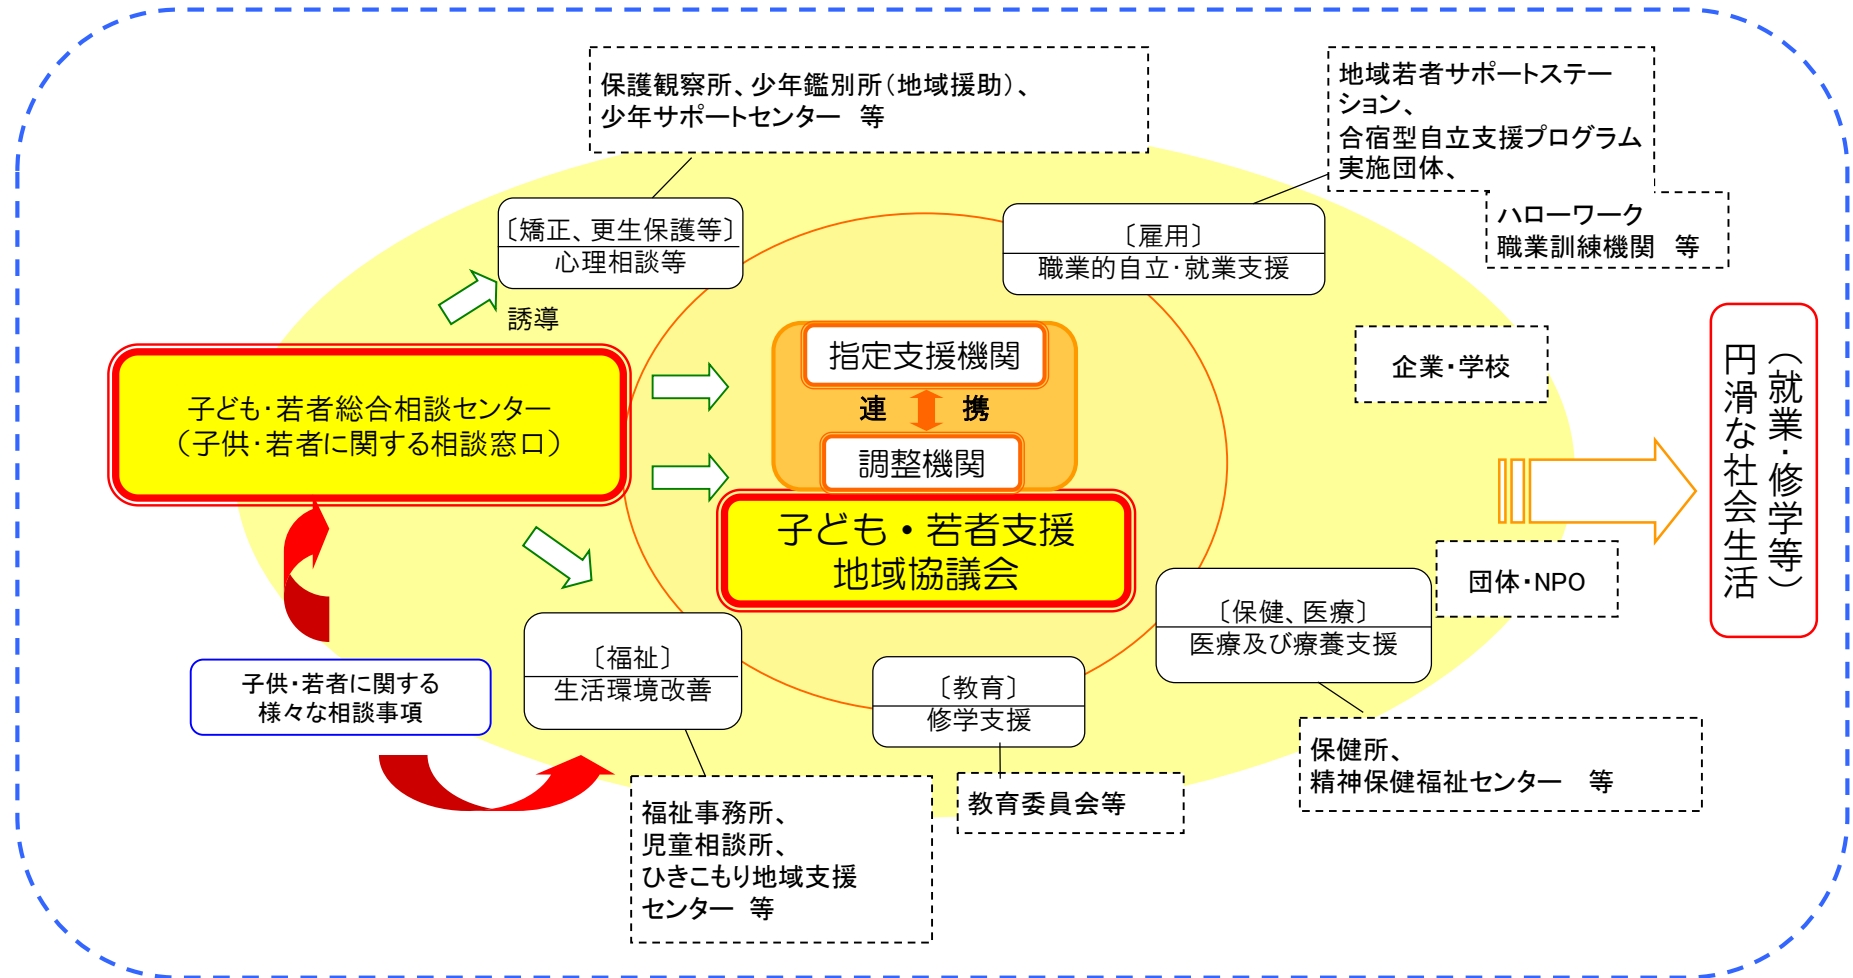 保護観察所、少年鑑別所（地域援助）、
少年サポートセンター　等
地域若者サポートステー
ション、
合宿型自立支援プログラム
実施団体、
ハローワーク
職業訓練機関　等
〔矯正、更生保護等〕
心理相談等
〔雇用〕
職業的自立・就業支援
誘導
指定支援機関
連　携
調整機関
企業・学校
子ども・若者総合相談センター
（子供・若者に関する相談窓口）
子ども・若者支援
地域協議会
（就業・修学等）
円滑な社会生活
団体・NPO
〔保健、医療〕
医療及び療養支援
〔福祉〕
生活環境改善
〔教育〕
修学支援
子供・若者に関する
様々な相談事項
保健所、
精神保健福祉センター　等
教育委員会等
福祉事務所、
児童相談所、
ひきこもり地域支援
センター　等